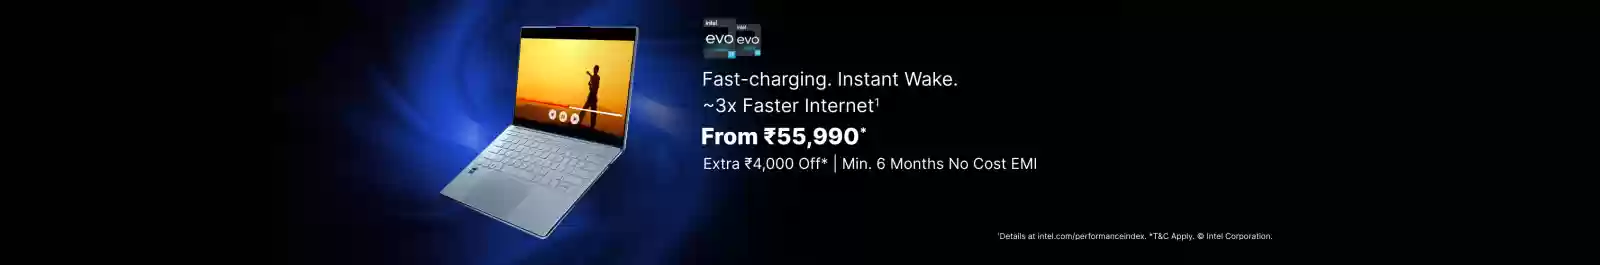 intel
evo
intel
evo
Fast-charging. Instant Wake.
~3x Faster Internet¹
From ₹55,990*
Extra ₹4,000 Off* | Min. 6 Months No Cost EMI
¹Details at intel.com/performanceindex. *T&C Apply. © Intel Corporation.